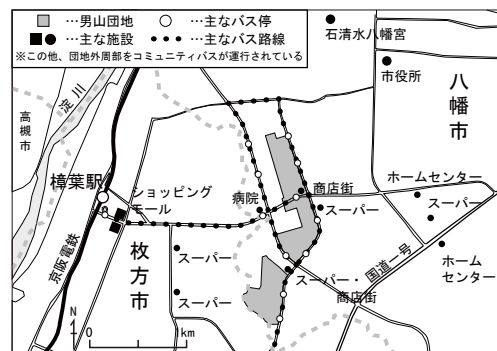 …男山団地
…主なバス停
…主な施設
…主なバス路線
※この他、団地外周部をコミュニティバスが運行されている
石清水八幡宮
市役所
八幡市
淀川
高槻市
樟葉駅
ショッピング
モール
病院
商店街
スーパー
ホームセンター
スーパー
京阪電鉄
枚方市
スーパー
スーパー
スーパー・
商店街
国道一号
ホーム
センター
N
0 1km